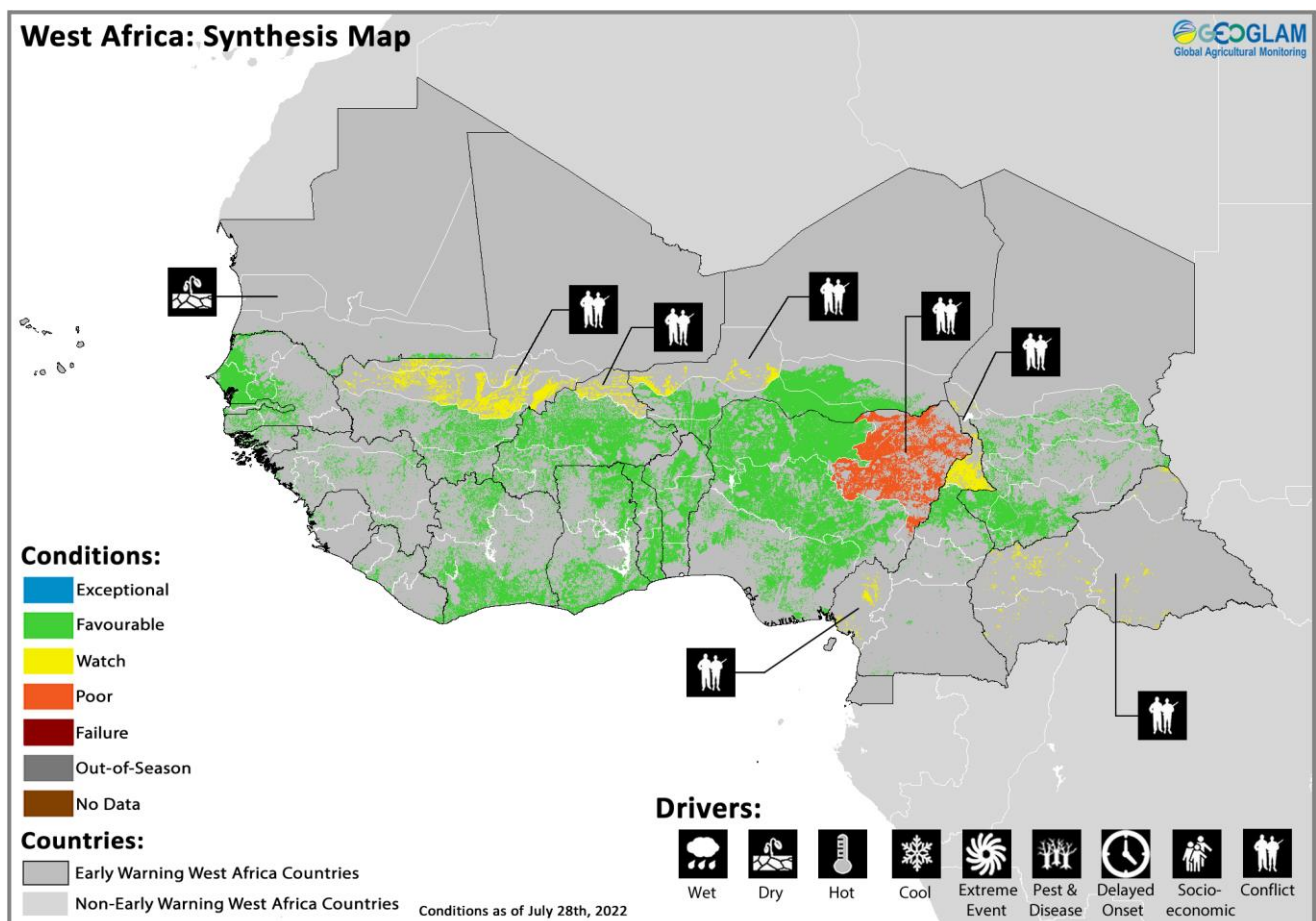 West Africa: Synthesis Map
GEOGLAM
Global Agricultural Monitoring
Conditions:
Exceptional
Favourable
Watch
Poor
Failure
Out-of-Season
No Data
Countries:
Early Warning West Africa Countries
Non-Early Warning West Africa Countries
Conditions as of July 28th, 2022
Drivers:
Wet
Dry
Hot
Cool
Extreme
Event
Pest &
Disease
Delayed
Onset
Socio-
economic
Conflict